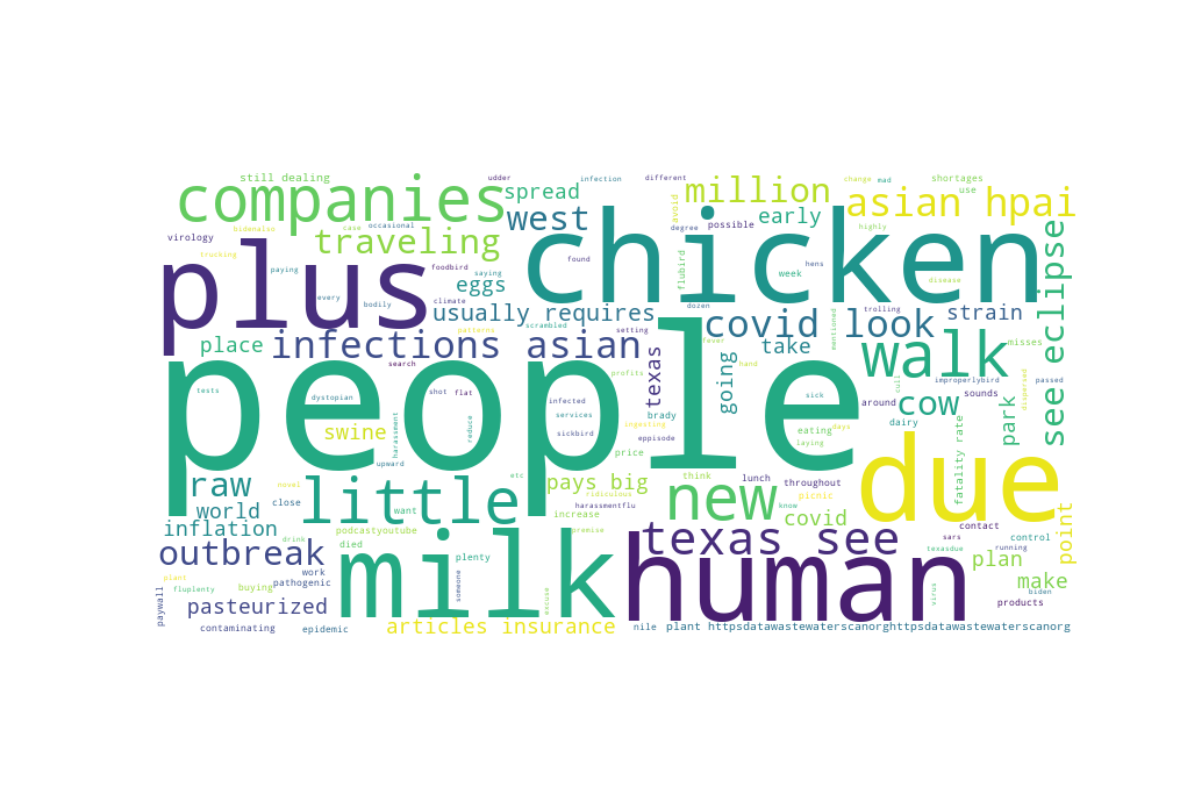 still dealing
udder
infection
different
change
mad
shortages
companies
spread
million
use
asian hpai
west
avoid
degree
possible
early
highly
bidenalso
case
occasional
virology
traveling
chicken
see eclipse
trucking
paying
foodbird
saying
found
flubird
week
hens
disease
plus
eggs
every
bodily
climate
dozen
trolling
usually requires
covid look
strain
patterns
scrambled
setting
mentioned
place
infections asian
texas
fever
take
walk
misses
search
going
hand
people
tests
dystopian
shot
flat
profits
sick
cull
improperlybird
passed
dispersed
infected
services
brady
around
cow
sounds
park
harassment
reduce
sickbird
ingesting
eppisode
eating
days
dairy
laying
swine
upward
price
due
fatality rate
raw
little
etc
pays big
think
lunch
throughout
novel
close
want
ridiculous
new
picnic
know
world
harassmentflu
increase
covid
inflation
podcastyoutube
premise
texas see
contact
control
point
drink
milk
human
sars
outbreak
died
plenty
texasdue
running
plan
plant
work
pathogenic
someone
excuse
virus
make
biden
fluplenty
buying
paywall
pasteurized
products
contaminating
epidemic
articles insurance
nile
plant httpsdatawastewaterscanorghttpsdatawastewaterscanorg